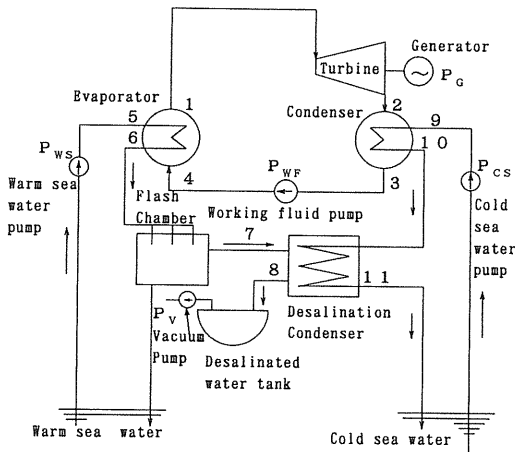 Generator
Turbine
P_G
Evaporator
1
Condenser
2
5
9
6
10
P_WS
P_WF
P_CS
4
3
Warm sea
water
pump
Flash
Chamber
Working fluid pump
Cold
sea
water
pump
7
8
11
P_V
Vacuum
Pump
Desalination
Condenser
Desalinated
water tank
Warm sea water
Cold sea water